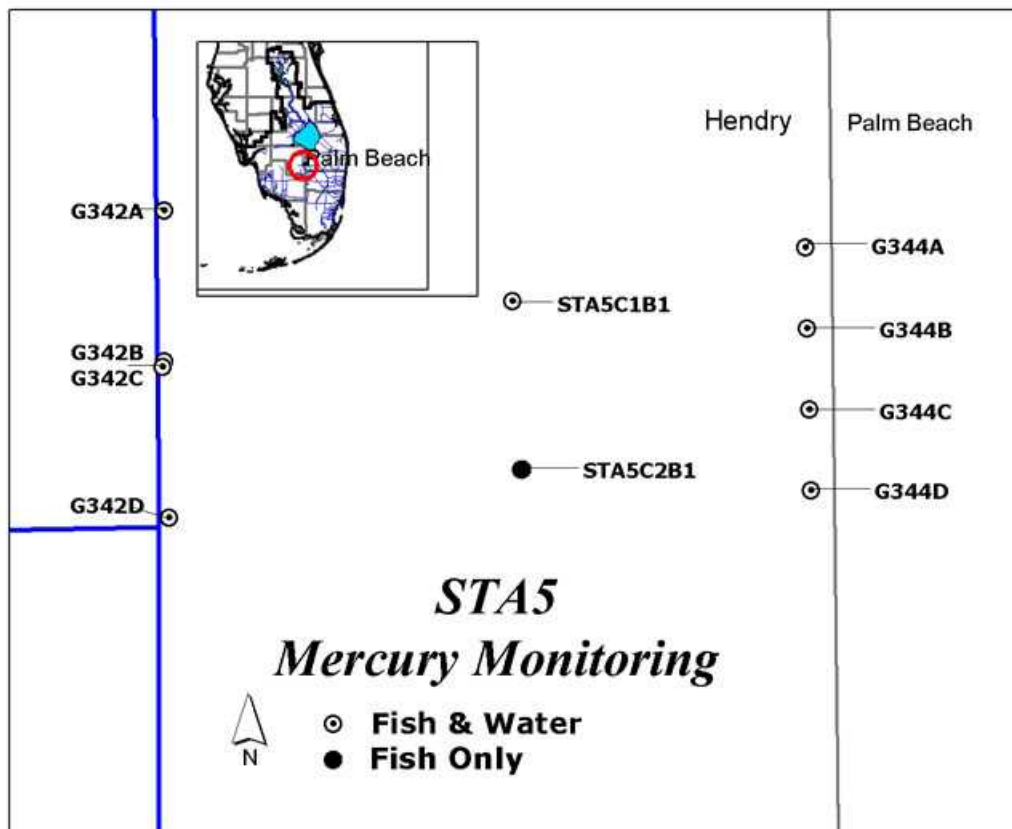 Palm Beach
Hendry
Palm Beach
G342A
G342B
G342C
G342D
STA5C1B1
STA5C2B1
G344A
G344B
G344C
G344D
STA5
Mercury Monitoring
N
Fish & Water
Fish Only